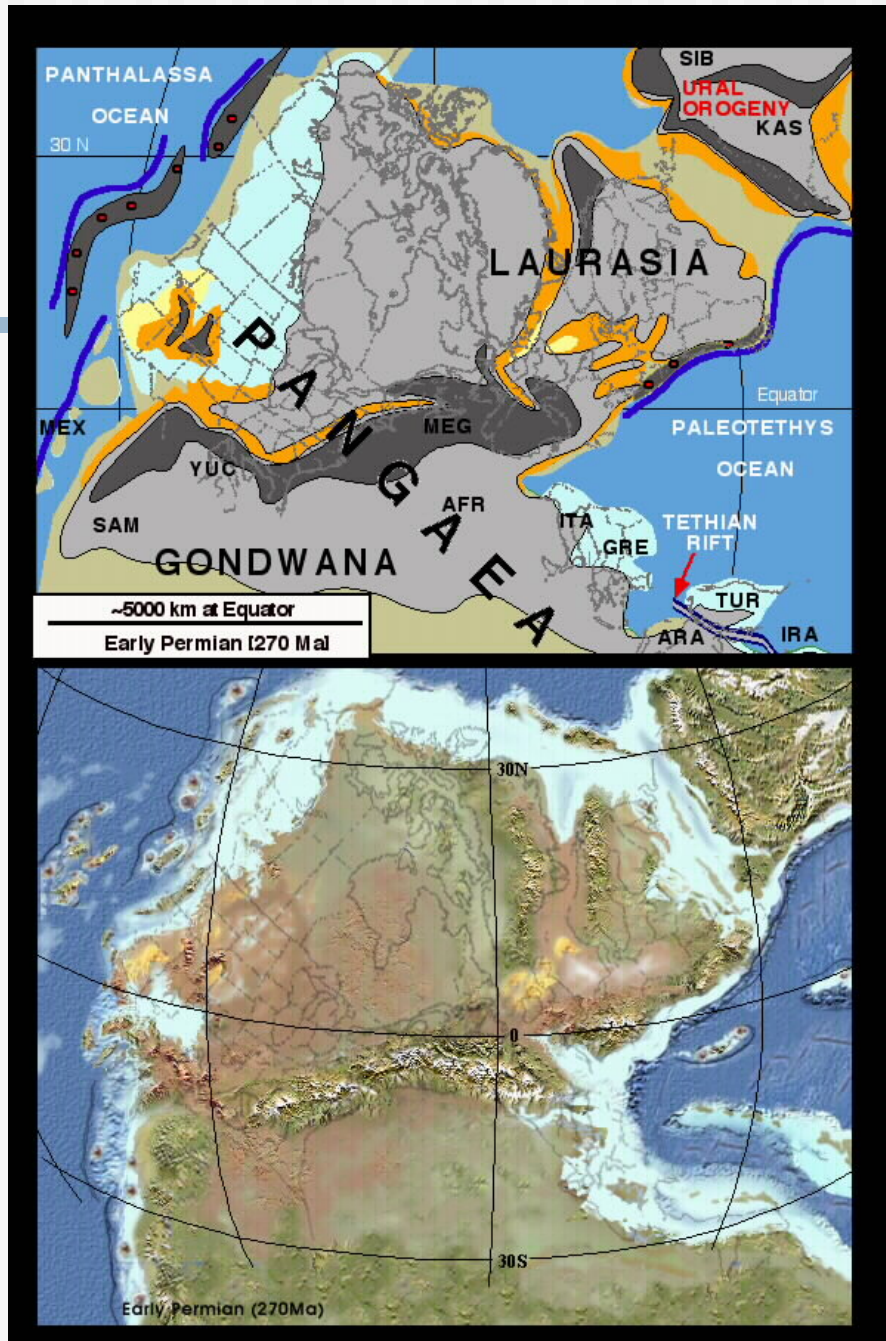 PANTHALASSA
OCEAN
SIB
URAL
OROGENY
KAS
30 N
LAURASIA
PANGAEA
Equator
MEX
MEG
PALEOTETHYS
OCEAN
YUC
AFR
SAM
ITA
GRE
TETHIAN
RIFT
GONDWANA
TUR
ARA
IRA
~5000 km at Equator
Early Permian [270 Ma]
30N
0
30S
Early Permian (270Ma)